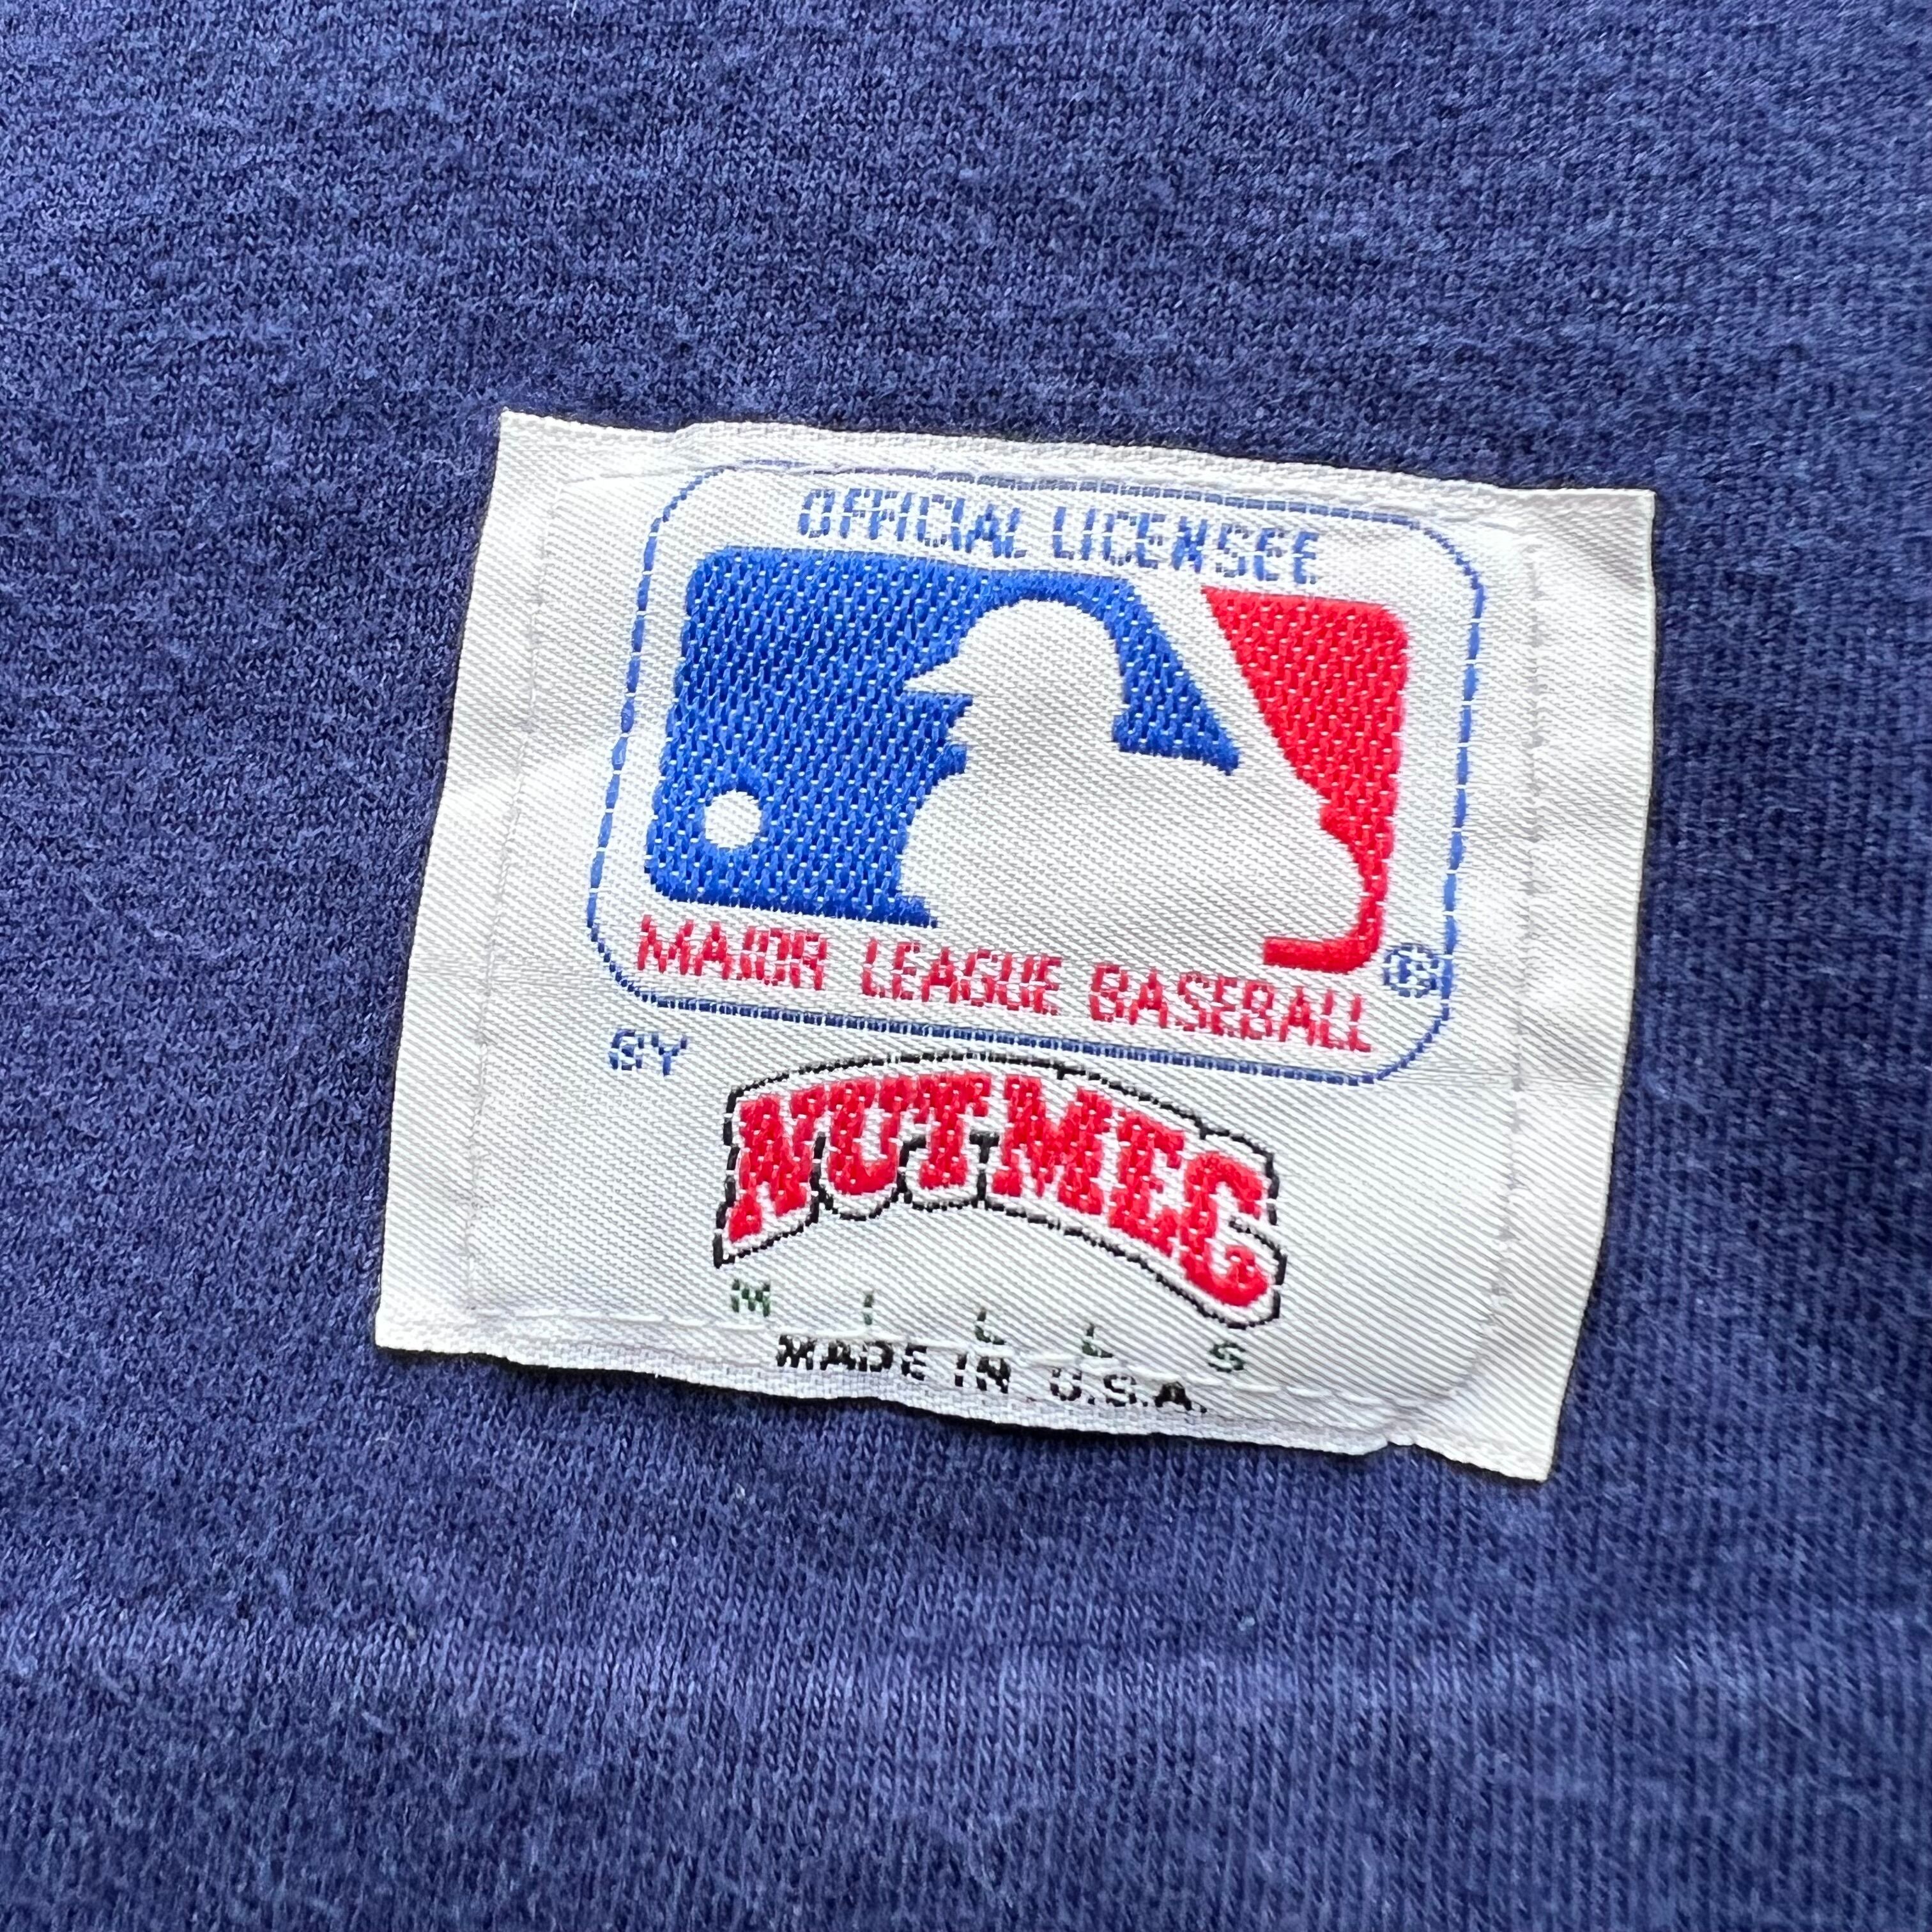 OFFICIAL LICENSEE
MAJOR LEAGUE BASEBALL ®
BY
NUTMEG
MILLS
MADE IN U.S.A.